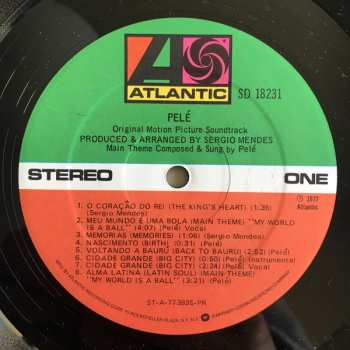 ATLANTIC
SD 18231
PELÉ
Original Motion Picture Soundtrack
PRODUCED & ARRANGED BY SERGIO MENDES
Main Theme Composed & Sung by Pelé
STEREO
ONE
1. O CORAÇÃO DO REI (THE KING'S HEART) (1:35)
(Sergio Mendes)
2. MEU MUNDO É UMA BOLA (MAIN THEME) "MY WORLD
IS A BALL" (4:07) (Pelé) Vocal
3. MEMORIAS (MEMORIES) (1:06) (Sergio Mendes)
4. NASCIMENTO (BIRTH) (0:31) (Pelé)
5. VOLTANDO A BAURU (BACK TO BAURU) (2:52) (Pelé)
6. CIDADE GRANDE (BIG CITY) (0:50) (Pelé) Instrumental
7. CIDADE GRANDE (BIG CITY) (2:24) (Pelé) Vocal
8. ALMA LATINA (LATIN SOUL) (MAIN THEME)
"MY WORLD IS A BALL" (3:21) (Pelé)
ST-A-773935-PR
℗ 1977
Atlantic